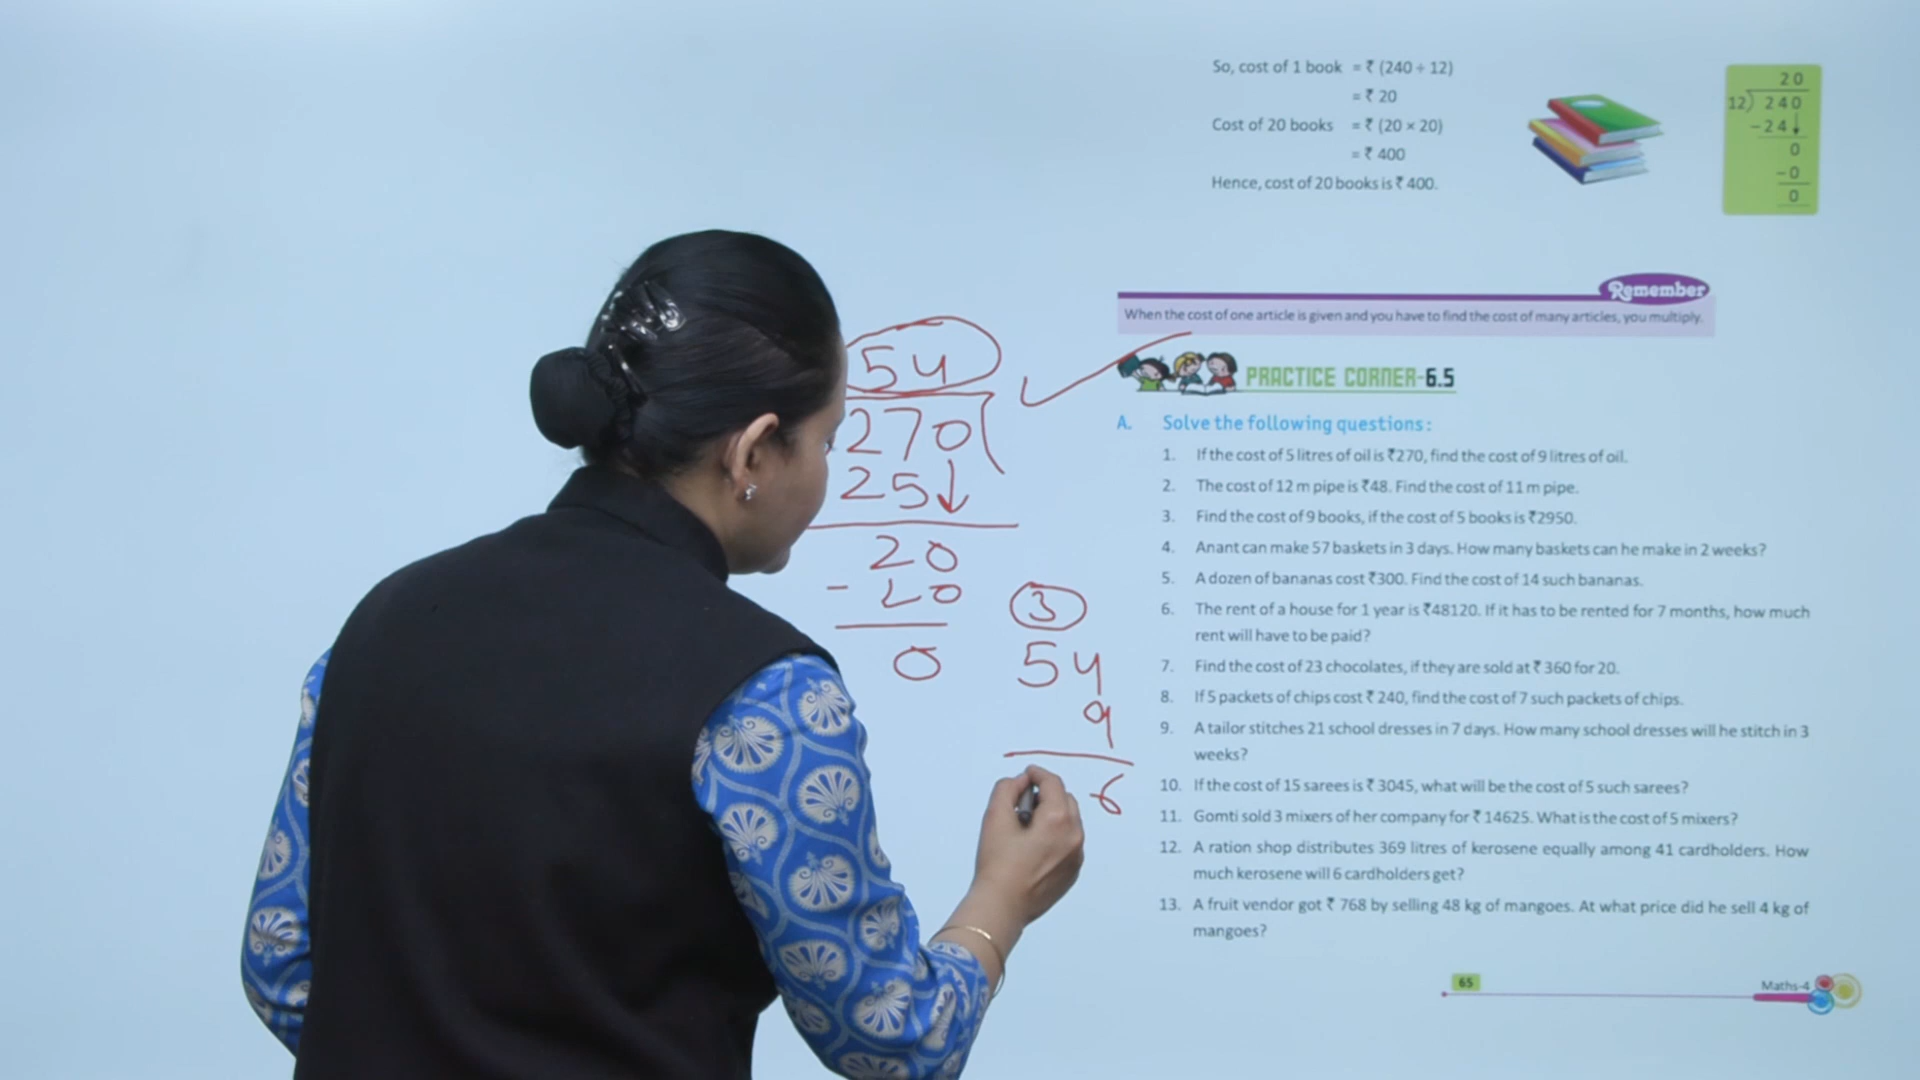 So, cost of 1 book = ₹ (240 ÷ 12)
= ₹ 20
Cost of 20 books = ₹ (20 × 20)
= ₹ 400
Hence, cost of 20 books is ₹ 400.
20
12) 240
-24↓
0
-0
0
Remember
When the cost of one article is given and you have to find the cost of many articles, you multiply.
PRACTICE CORNER-6.5
A. Solve the following questions:
1. If the cost of 5 litres of oil is ₹270, find the cost of 9 litres of oil.
2. The cost of 12 m pipe is ₹48. Find the cost of 11 m pipe.
3. Find the cost of 9 books, if the cost of 5 books is ₹2950.
4. Anant can make 57 baskets in 3 days. How many baskets can he make in 2 weeks?
5. A dozen of bananas cost ₹300. Find the cost of 14 such bananas.
6. The rent of a house for 1 year is ₹48120. If it has to be rented for 7 months, how much
rent will have to be paid?
7. Find the cost of 23 chocolates, if they are sold at ₹ 360 for 20.
8. If 5 packets of chips cost ₹ 240, find the cost of 7 such packets of chips.
9. A tailor stitches 21 school dresses in 7 days. How many school dresses will he stitch in 3
weeks?
10. If the cost of 15 sarees is ₹ 3045, what will be the cost of 5 such sarees?
11. Gomti sold 3 mixers of her company for ₹ 14625. What is the cost of 5 mixers?
12. A ration shop distributes 369 litres of kerosene equally among 41 cardholders. How
much kerosene will 6 cardholders get?
13. A fruit vendor got ₹ 768 by selling 48 kg of mangoes. At what price did he sell 4 kg of
mangoes?
65
Maths-4
54
270
25↓
20
- 20
0
3
54
9
6